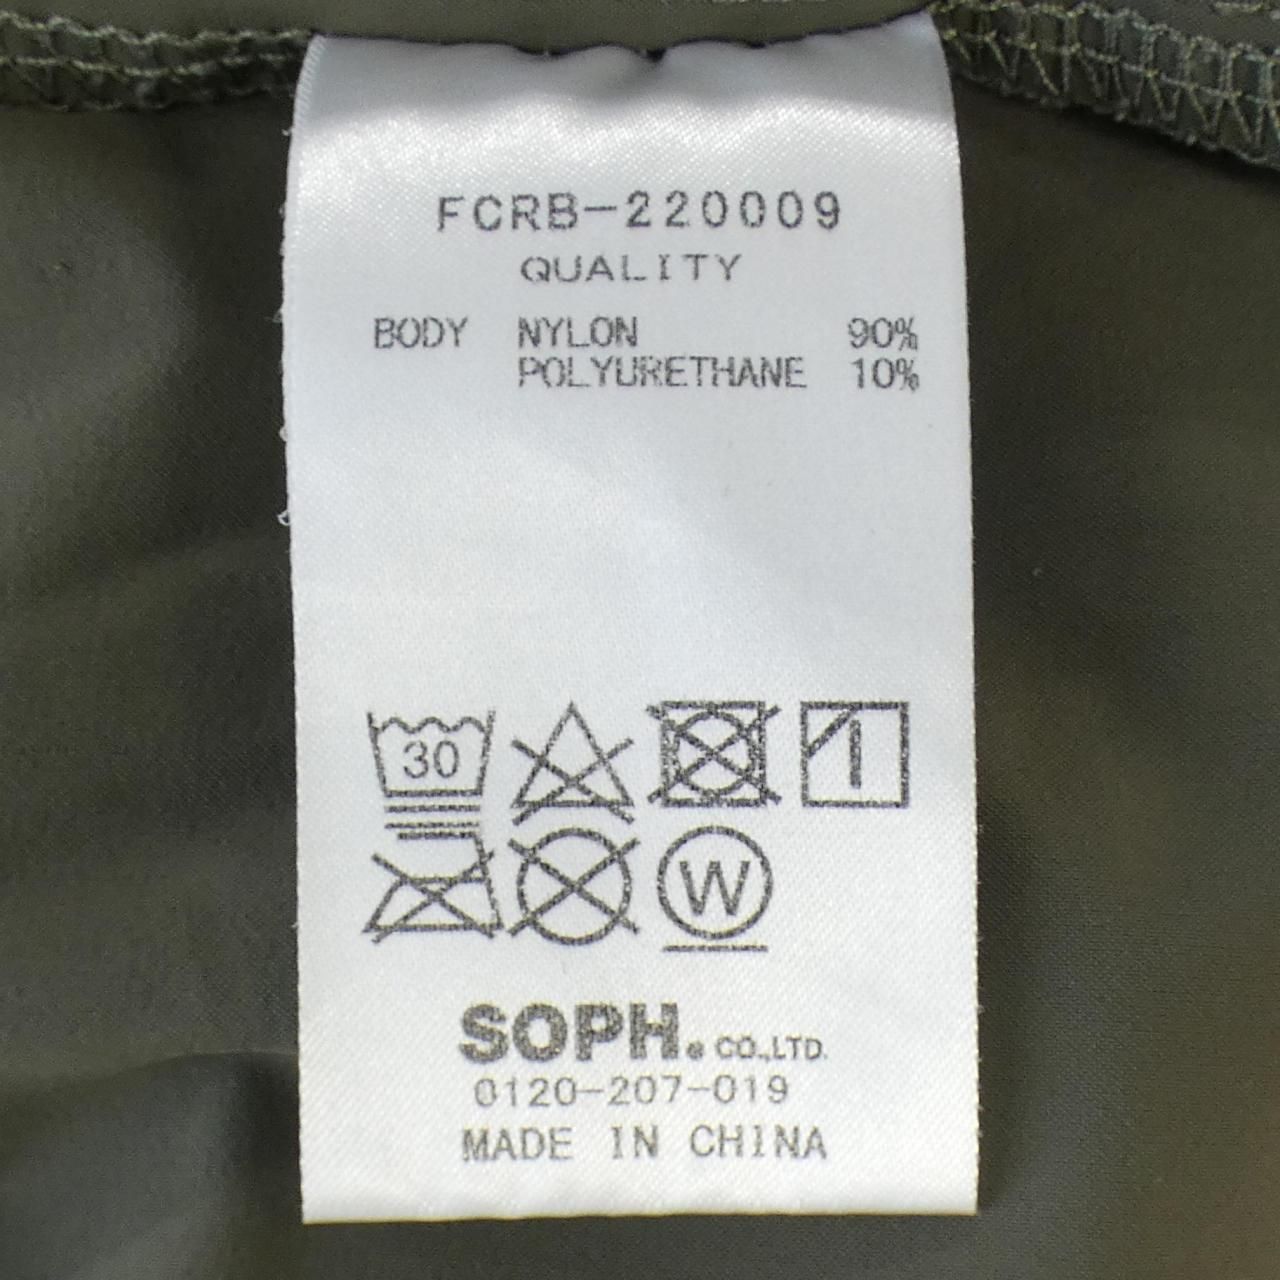 FCRB-220009
QUALITY
BODY NYLON 90%
POLYURETHANE 10%
30
W
SOPH. CO.,LTD.
0120-207-019
MADE IN CHINA